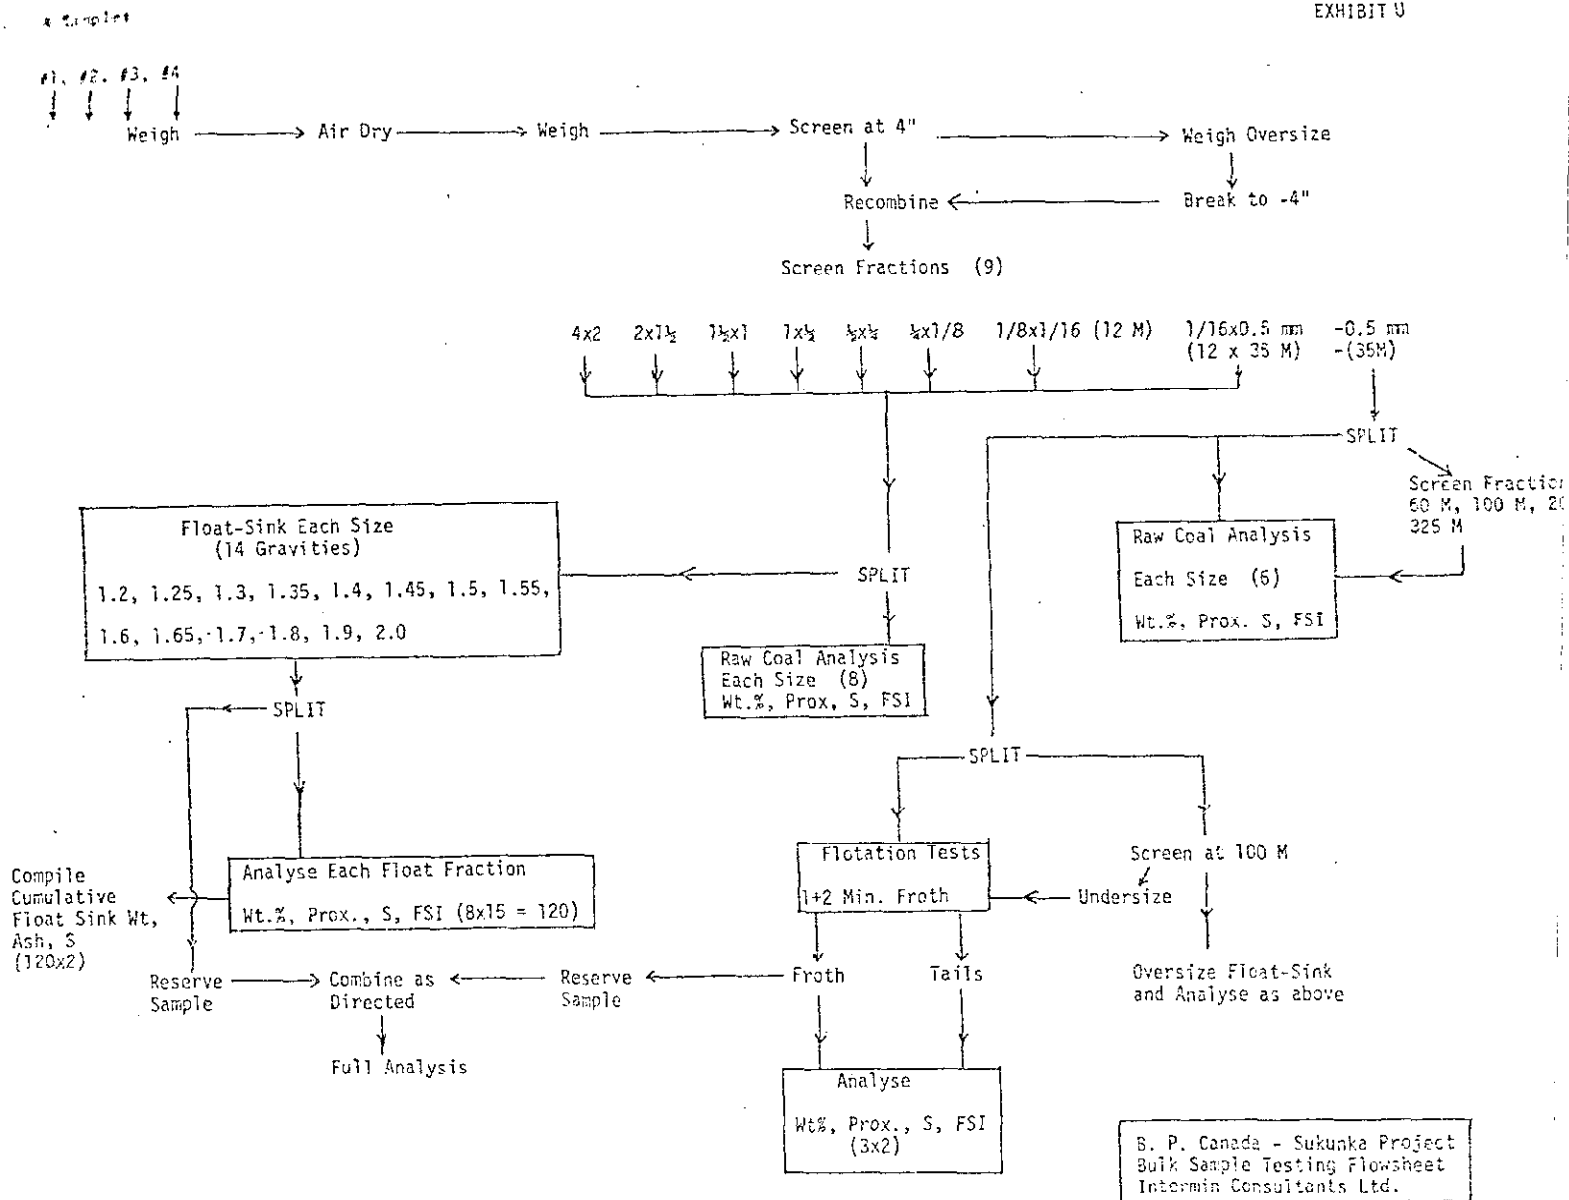 EXHIBIT U
#1, #2. #3, #4
Weigh
Air Dry
Weigh
Screen at 4"
Weigh Oversize
Recombine
Break to -4"
Screen Fractions (9)
4x2
2x1½
1½x1
1x½
½x¼
¼x1/8
1/8x1/16 (12 M)
1/16x0.5 mm
(12 x 35 M)
-0.5 mm
-(35M)
SPLIT
Screen Fraction
60 M, 100 M, 20
325 M
Raw Coal Analysis
Each Size (6)
Wt.%, Prox. S, FSI
Float-Sink Each Size
(14 Gravities)
1.2, 1.25, 1.3, 1.35, 1.4, 1.45, 1.5, 1.55,
1.6, 1.65, 1.7, 1.8, 1.9, 2.0
SPLIT
Raw Coal Analysis
Each Size (8)
Wt.%, Prox, S, FSI
SPLIT
SPLIT
Flotation Tests
1+2 Min. Froth
Screen at 100 M
Undersize
Oversize Float-Sink
and Analyse as above
Compile
Cumulative
Float Sink Wt,
Ash, S
(120x2)
Analyse Each Float Fraction
Wt.%, Prox., S, FSI (8x15 = 120)
Reserve
Sample
Combine as
Directed
Reserve
Sample
Froth
Tails
Full Analysis
Analyse
Wt%, Prox., S, FSI
(3x2)
B. P. Canada - Sukunka Project
Bulk Sample Testing Flowsheet
Intermin Consultants Ltd.